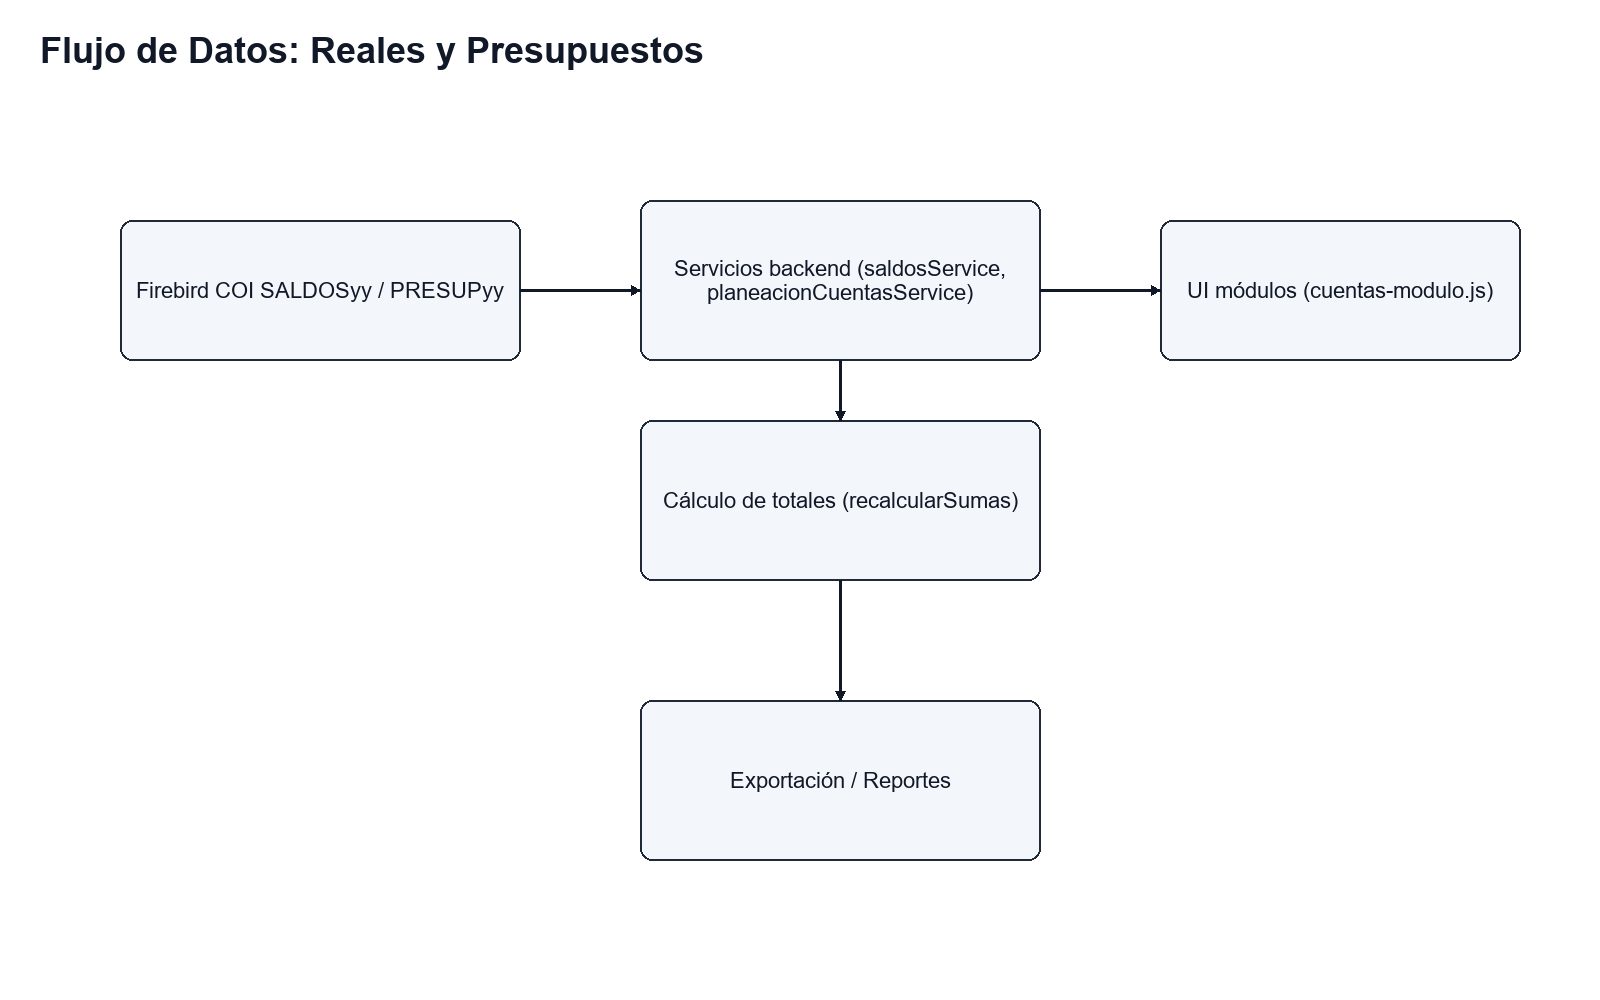 Flujo de Datos: Reales y Presupuestos
Firebird COI SALDOSyy / PRESUPyy
Servicios backend (saldosService,
planeacionCuentasService)
UI módulos (cuentas-modulo.js)
Cálculo de totales (recalcularSumas)
Exportación / Reportes